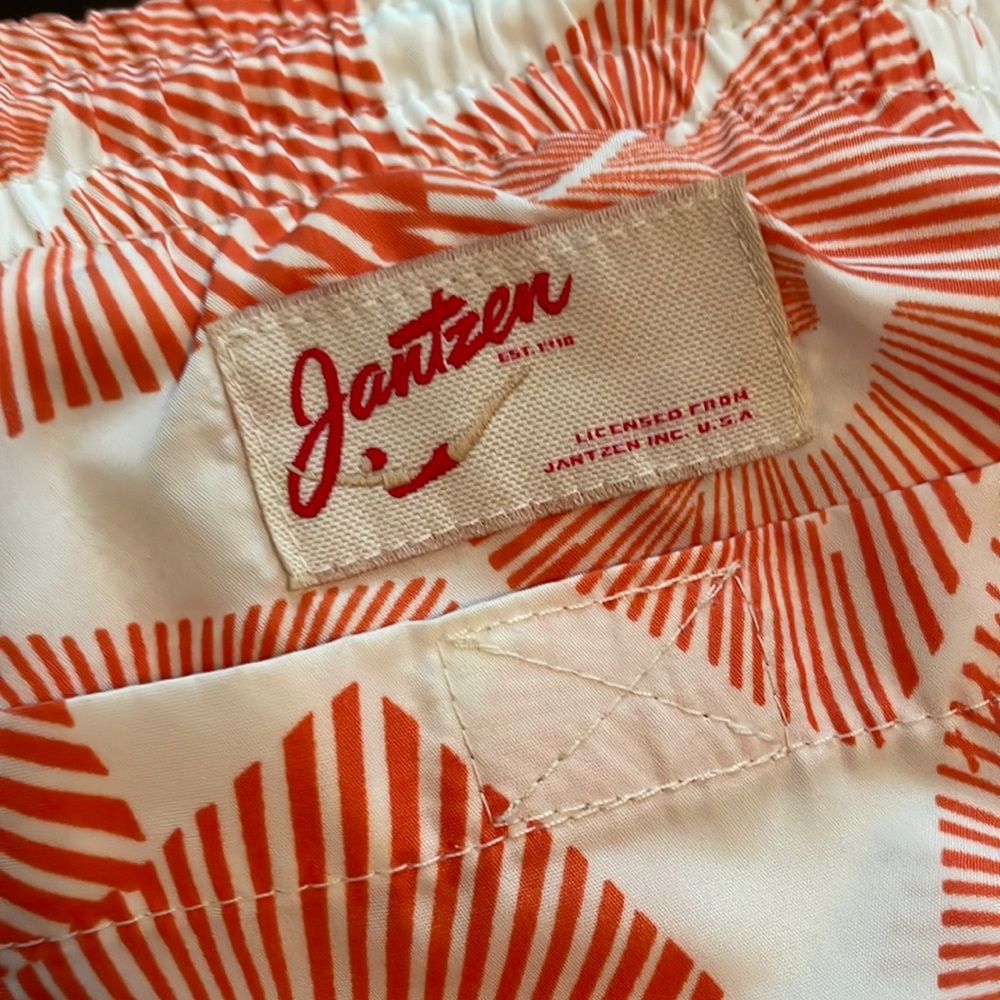 Jantzen
EST. 1910
LICENSED FROM
JANTZEN INC. U.S.A.